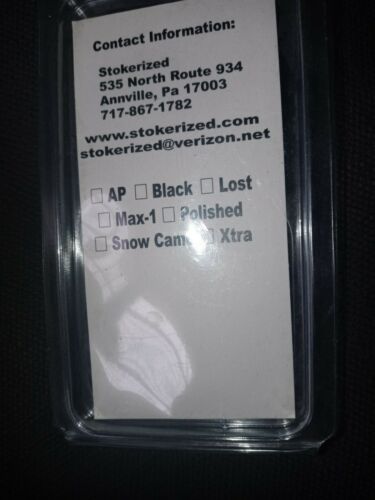 Contact Information:
Stokerized
535 North Route 934
Annville, Pa 17003
717-867-1782
www.stokerized.com
stokerized@verizon.net
☐ AP ☐ Black ☐ Lost
☐ Max-1 ☐ Polished
☐ Snow Camo ☐ Xtra